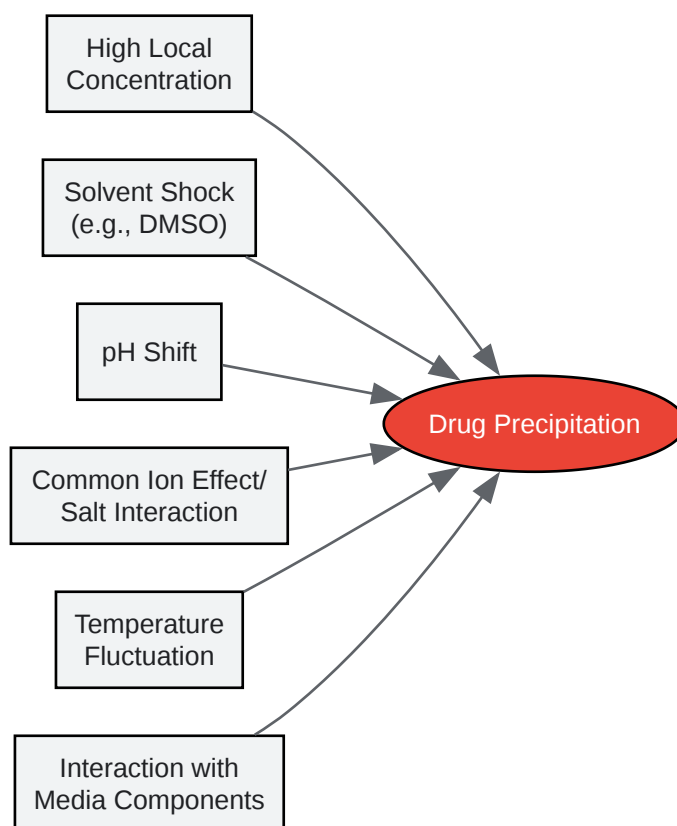 High Local
Concentration
Solvent Shock
(e.g., DMSO)
pH Shift
Drug Precipitation
Common Ion Effect/
Salt Interaction
Temperature
Fluctuation
Interaction with
Media Components